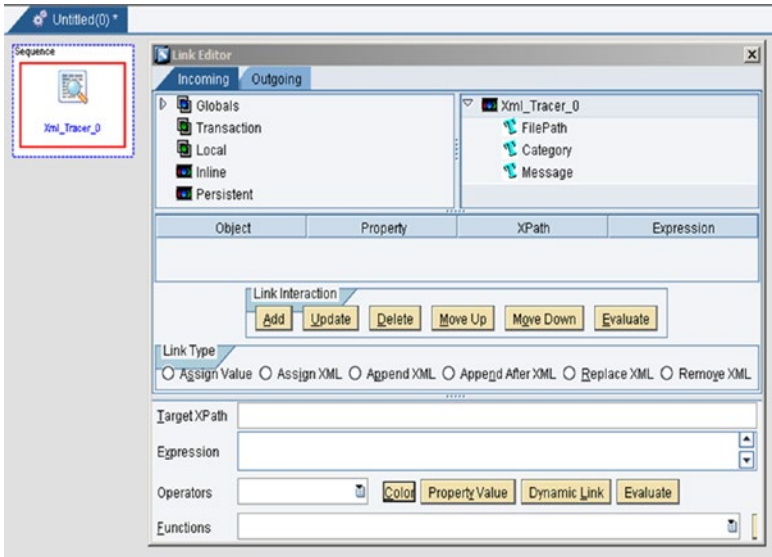 Untitled(0) *
Sequence
Xml_Tracer_0
Link Editor
Incoming Outgoing
Globals
Transaction
Local
Inline
Persistent
Xml_Tracer_0
FilePath
Category
Message
Object Property XPath Expression
Link Interaction
Add Update Delete Move Up Move Down Evaluate
Link Type
Assign Value Assign XML Append XML Append After XML Replace XML Remove XML
Target XPath
Expression
Operators Color Property Value Dynamic Link Evaluate
Functions